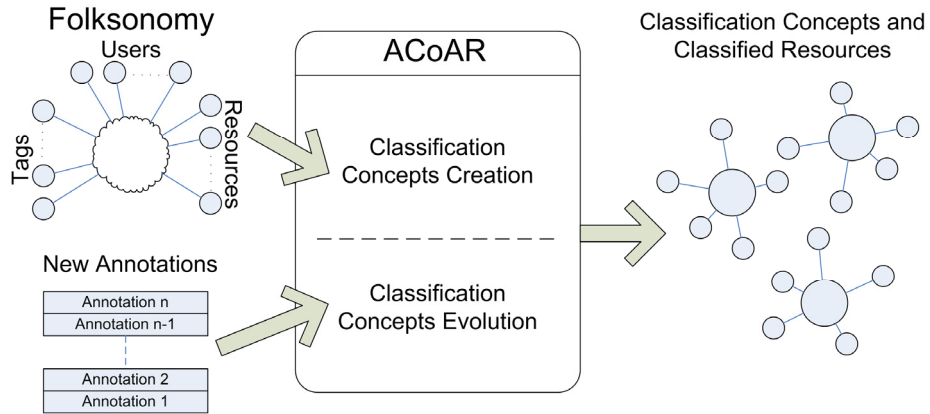 Folksonomy
Users
Tags
Resources
New Annotations
Annotation n
Annotation n-1
Annotation 2
Annotation 1
ACoAR
Classification
Concepts Creation
Classification
Concepts Evolution
Classification Concepts and
Classified Resources